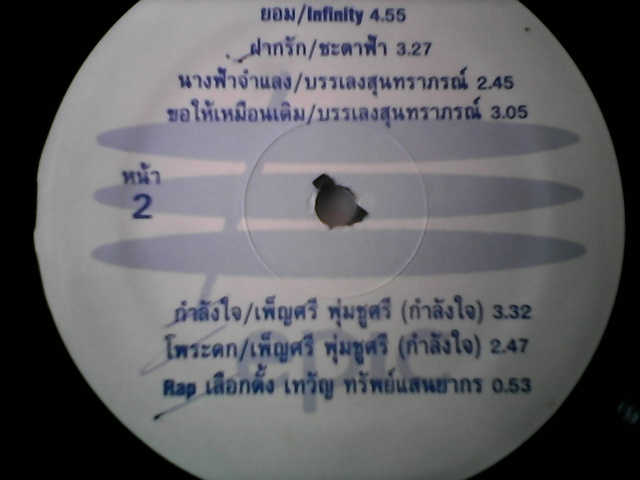 ยอม/Infinity 4.55
ฝากรัก/ชะตาฟ้า 3.27
นางฟ้าจำแลง/บรรเลงสุนทราภรณ์ 2.45
ขอให้เหมือนเดิม/บรรเลงสุนทราภรณ์ 3.05
หน้า
2
กำลังใจ/เพ็ญศรี พุ่มชูศรี (กำลังใจ) 3.32
โพระดก/เพ็ญศรี พุ่มชูศรี (กำลังใจ) 2.47
Rap เลือกตั้ง เทวัญ ทรัพย์แสนยากร 0.53
epic